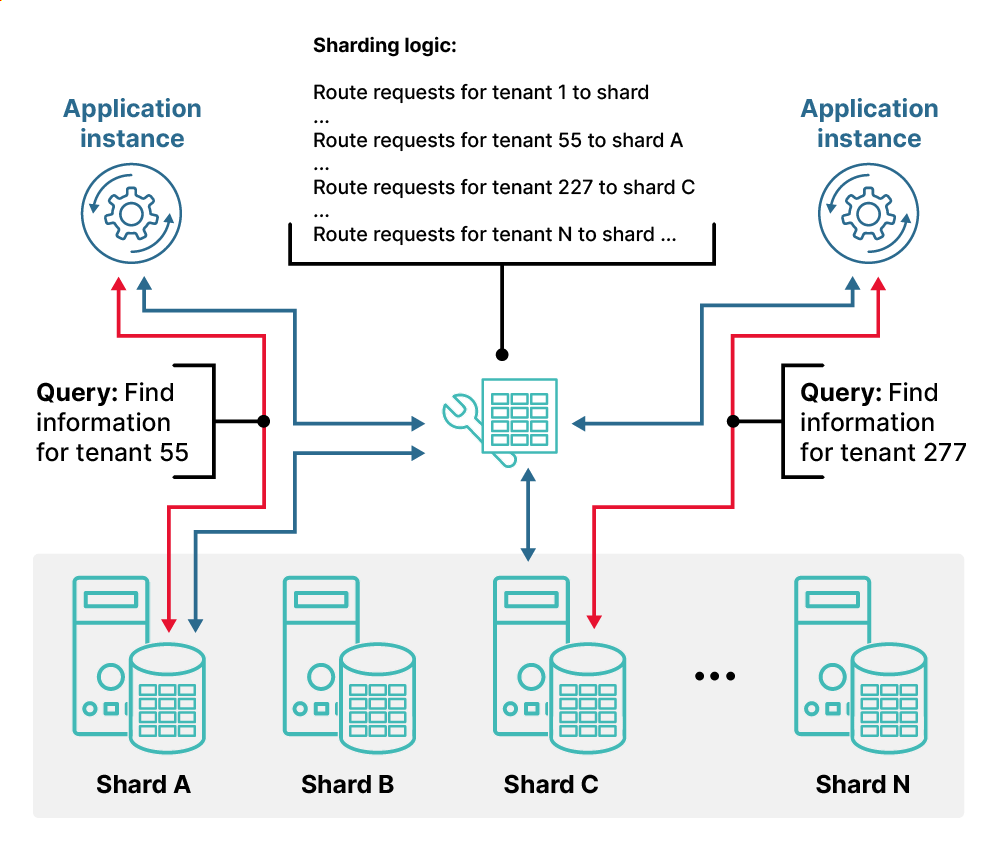 Sharding logic:
Route requests for tenant 1 to shard
...
Route requests for tenant 55 to shard A
...
Route requests for tenant 227 to shard C
...
Route requests for tenant N to shard ...
Application
instance
Application
instance
Query: Find
information
for tenant 55
Query: Find
information
for tenant 277
Shard A
Shard B
Shard C
...
Shard N